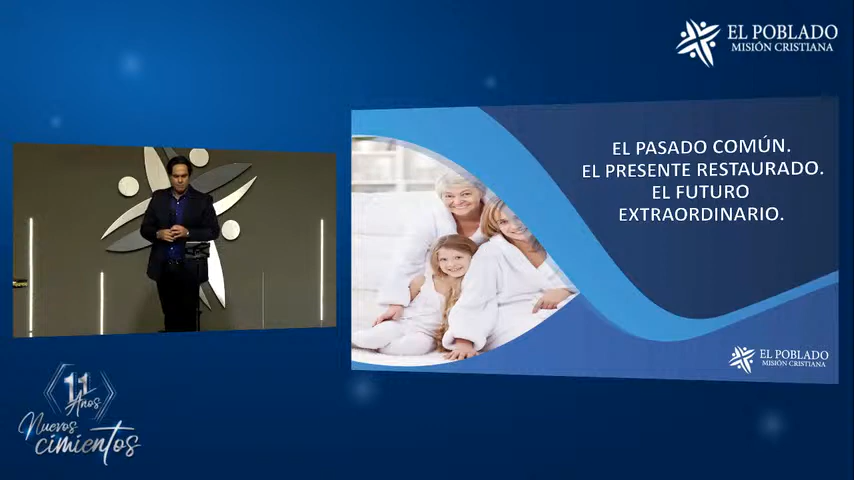 EL POBLADO
MISIÓN CRISTIANA
EL PASADO COMÚN.
EL PRESENTE RESTAURADO.
EL FUTURO
EXTRAORDINARIO.
EL POBLADO
MISIÓN CRISTIANA
11
Años
Nuevos
cimientos